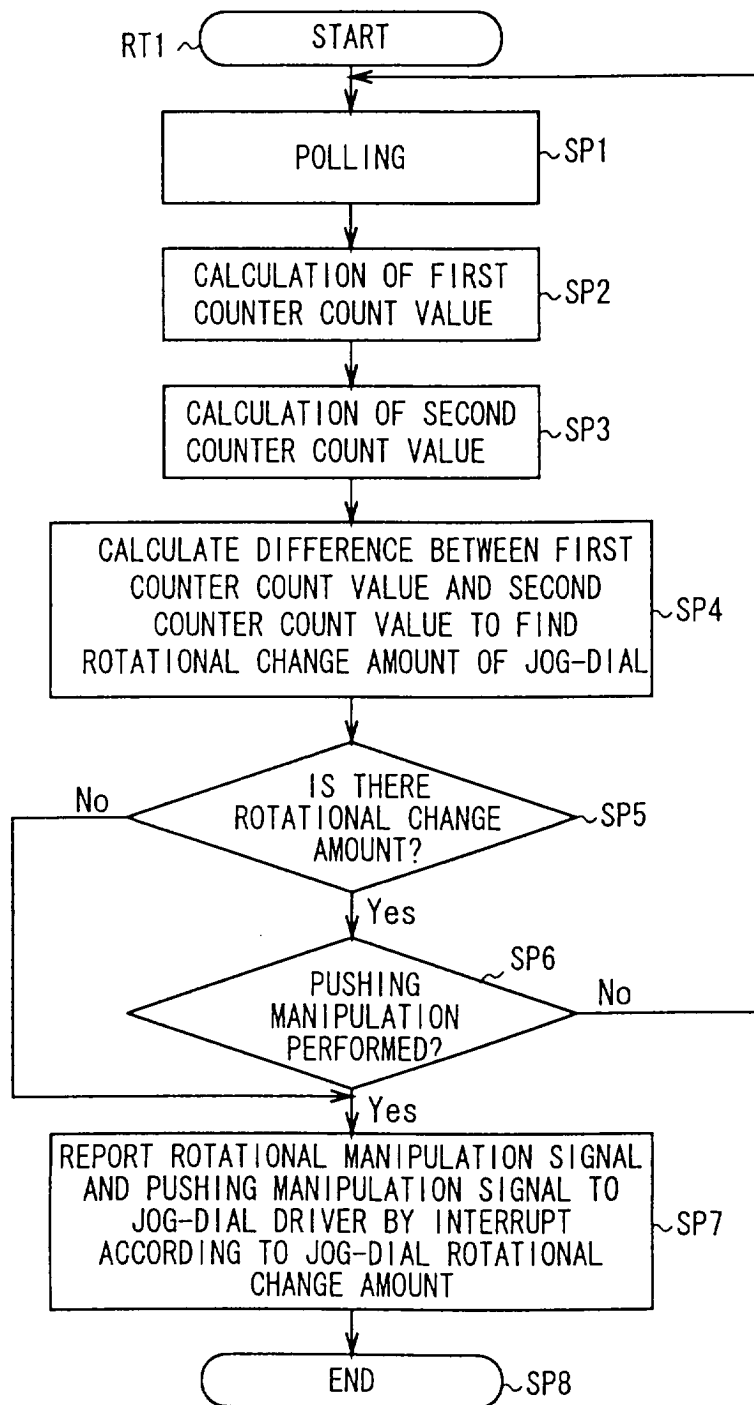 RT1
START
POLLING
SP1
CALCULATION OF FIRST
COUNTER COUNT VALUE
SP2
CALCULATION OF SECOND
COUNTER COUNT VALUE
SP3
CALCULATE DIFFERENCE BETWEEN FIRST
COUNTER COUNT VALUE AND SECOND
COUNTER COUNT VALUE TO FIND
ROTATIONAL CHANGE AMOUNT OF JOG-DIAL
SP4
No
IS THERE
ROTATIONAL CHANGE
AMOUNT?
SP5
Yes
SP6
PUSHING
MANIPULATION
PERFORMED?
No
Yes
REPORT ROTATIONAL MANIPULATION SIGNAL
AND PUSHING MANIPULATION SIGNAL TO
JOG-DIAL DRIVER BY INTERRUPT
ACCORDING TO JOG-DIAL ROTATIONAL
CHANGE AMOUNT
SP7
END
SP8